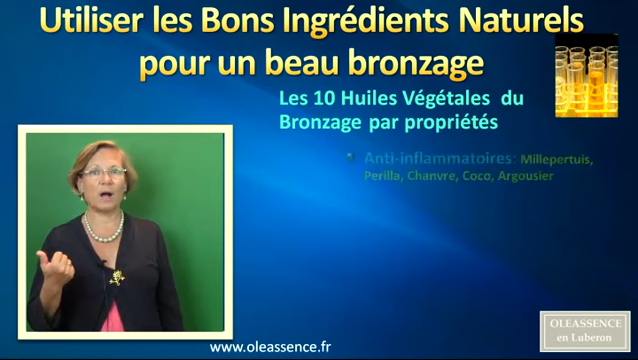 Utiliser les Bons Ingrédients Naturels
pour un beau bronzage
Les 10 Huiles Végétales du
Bronzage par propriétés
Anti-inflammatoires: Millepertuis,
Perilla, Chanvre, Coco, Argousier
OLEASSENCE
en Luberon
www.oleassence.fr